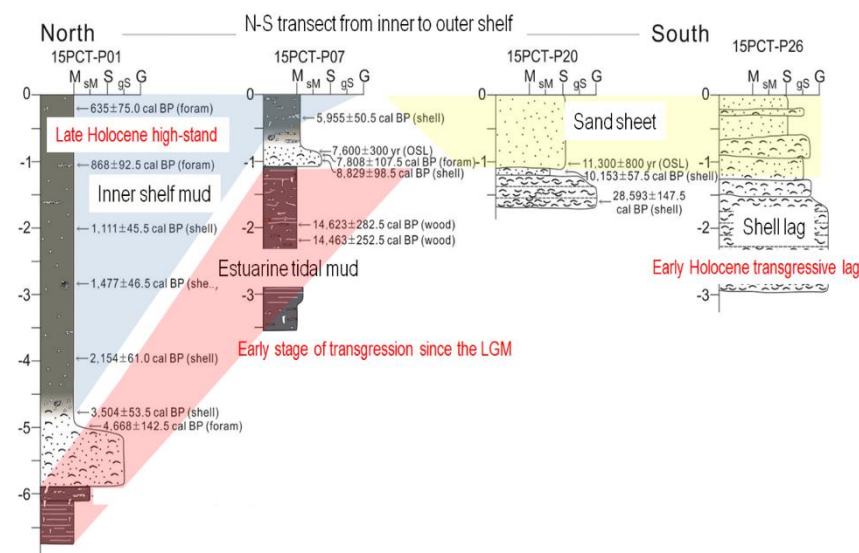 North
N-S transect from inner to outer shelf
South
15PCT-P01
15PCT-P07
15PCT-P20
15PCT-P26
M sM S gS G
M sM S gS G
M sM S gS G
M sM S gS G
0
-1
-2
-3
-4
-5
-6
635±75.0 cal BP (foram)
Late Holocene high-stand
868±92.5 cal BP (foram)
Inner shelf mud
1,111±45.5 cal BP (shell)
1,477±46.5 cal BP (she..,
2,154±61.0 cal BP (shell)
3,504±53.5 cal BP (shell)
4,668±142.5 cal BP (foram)
0
-1
-2
-3
5,955±50.5 cal BP (shell)
7,600±300 yr (OSL)
7,808±107.5 cal BP (foram)
8,829±98.5 cal BP (shell)
14,623±282.5 cal BP (wood)
14,463±252.5 cal BP (wood)
Estuarine tidal mud
Early stage of transgression since the LGM
0
-1
-2
Sand sheet
11,300±800 yr (OSL)
10,153±57.5 cal BP (shell)
28,593±147.5
cal BP (shell)
0
-1
-2
-3
Shell lag
Early Holocene transgressive lag